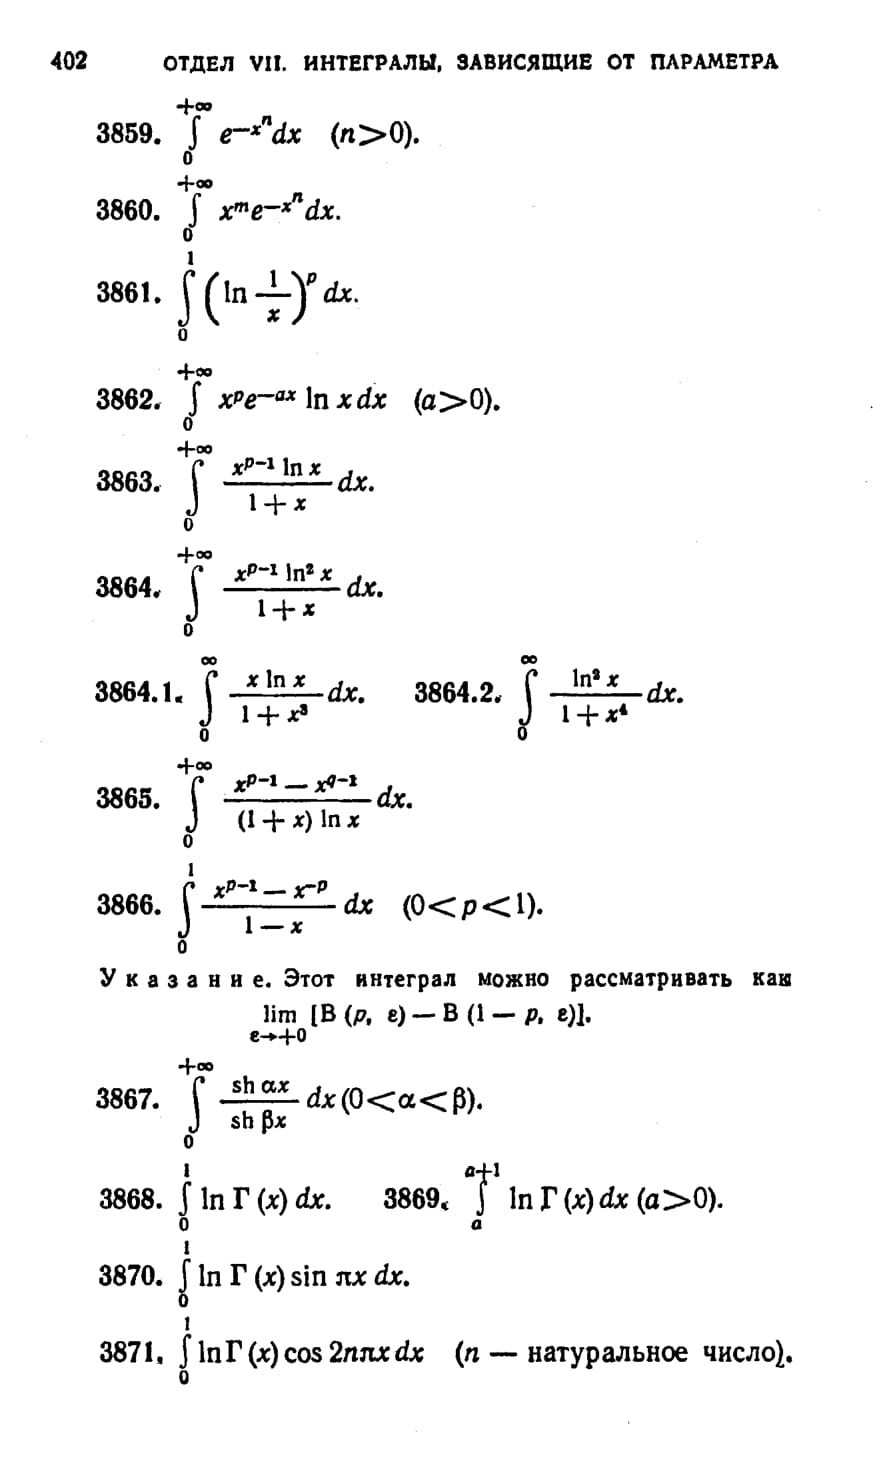 402 ОТДЕЛ VII. ИНТЕГРАЛЫ, ЗАВИСЯЩИЕ ОТ ПАРАМЕТРА
3859. $\int_0^{+\infty} e^{-x^n} dx$ (n>0).
3860. $\int_0^{+\infty} x^m e^{-x^n} dx.$
3861. $\int_0^1 \left(\ln \frac{1}{x}\right)^p dx.$
3862. $\int_0^{+\infty} x^p e^{-ax} \ln x \, dx$ (a>0).
3863. $\int_0^{+\infty} \frac{x^{p-1} \ln x}{1+x} dx.$
3864. $\int_0^{+\infty} \frac{x^{p-1} \ln^2 x}{1+x} dx.$
3864.1. $\int_0^{\infty} \frac{x \ln x}{1+x^3} dx.$ 3864.2. $\int_0^{\infty} \frac{\ln^2 x}{1+x^4} dx.$
3865. $\int_0^{+\infty} \frac{x^{p-1} - x^{q-1}}{(1+x) \ln x} dx.$
3866. $\int_0^1 \frac{x^{p-1} - x^{-p}}{1-x} dx$ (0<p<1).
Указание. Этот интеграл можно рассматривать как
$\lim_{\varepsilon \to +0} [B(p, \varepsilon) - B(1-p, \varepsilon)].$
3867. $\int_0^{+\infty} \frac{\operatorname{sh} \alpha x}{\operatorname{sh} \beta x} dx$ (0<α<β).
3868. $\int_0^1 \ln \Gamma(x) \, dx.$ 3869. $\int_a^{a+1} \ln \Gamma(x) \, dx$ (a>0).
3870. $\int_0^1 \ln \Gamma(x) \sin \pi x \, dx.$
3871. $\int_0^1 \ln \Gamma(x) \cos 2n\pi x \, dx$ (n — натуральное число).